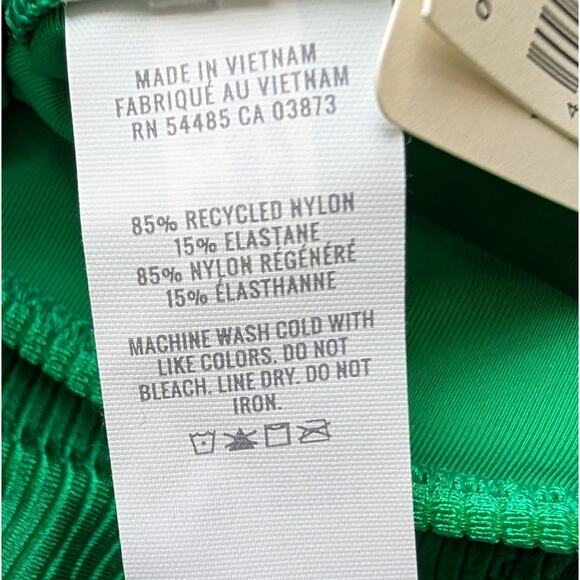 MADE IN VIETNAM
FABRIQUÉ AU VIETNAM
RN 54485 CA 03873
85% RECYCLED NYLON
15% ELASTANE
85% NYLON RÉGÉNÉRÉ
15% ÉLASTHANNE
MACHINE WASH COLD WITH
LIKE COLORS. DO NOT
BLEACH. LINE DRY. DO NOT
IRON.